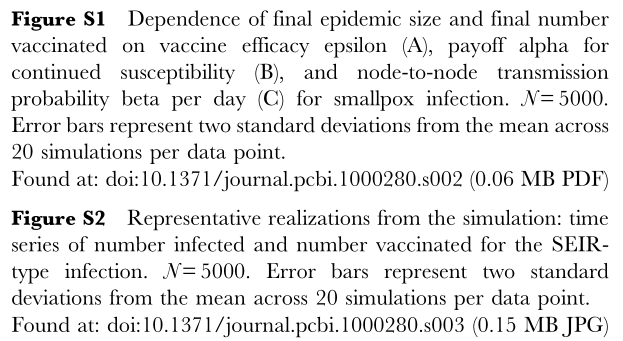 Figure S1 Dependence of final epidemic size and final number
vaccinated on vaccine efficacy epsilon (A), payoff alpha for
continued susceptibility (B), and node-to-node transmission
probability beta per day (C) for smallpox infection. N = 5000.
Error bars represent two standard deviations from the mean across
20 simulations per data point.
Found at: doi:10.1371/journal.pcbi.1000280.s002 (0.06 MB PDF)
Figure S2 Representative realizations from the simulation: time
series of number infected and number vaccinated for the SEIR-
type infection. N = 5000. Error bars represent two standard
deviations from the mean across 20 simulations per data point.
Found at: doi:10.1371/journal.pcbi.1000280.s003 (0.15 MB JPG)